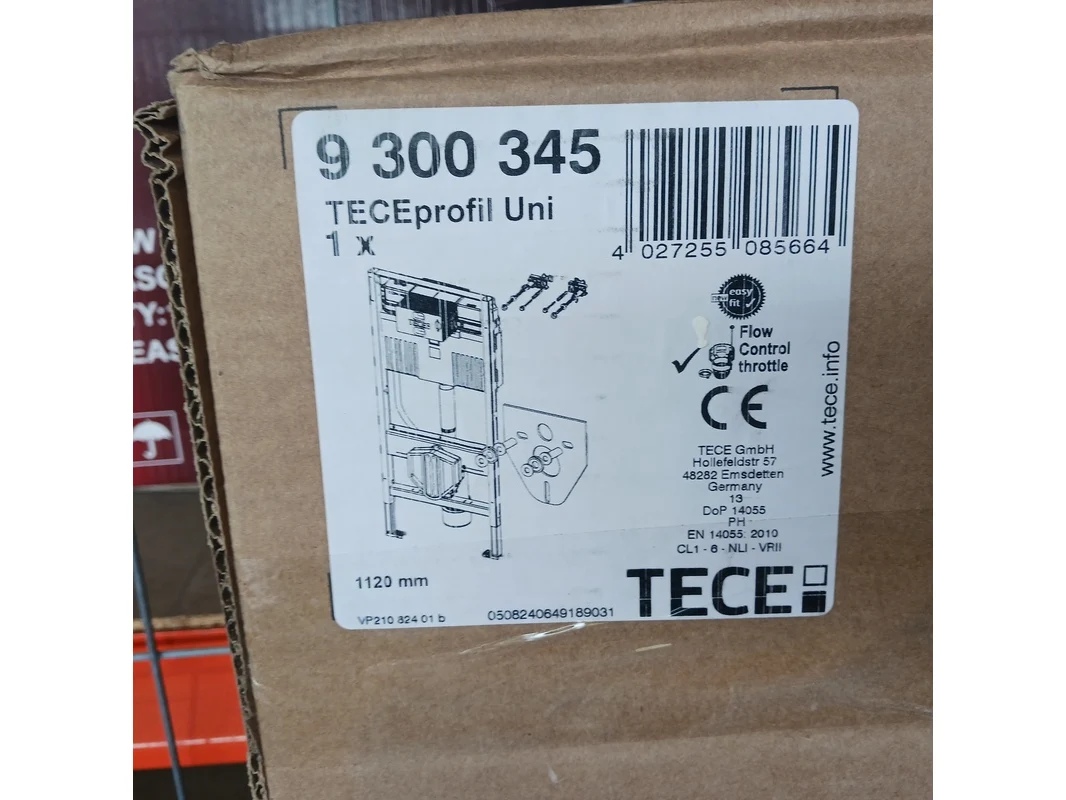 9 300 345
TECEprofil Uni
1 x
4 027255 085664
easy
fit
Flow
Control
throttle
CE
TECE GmbH
Hollefeldstr 57
48282 Emsdetten
Germany
13
DoP 14055
PH
EN 14055: 2010
CL1 - 6 - NLI - VRII
www.tece.info
1120 mm
VP210 824 01 b
0508240649189031
TECE